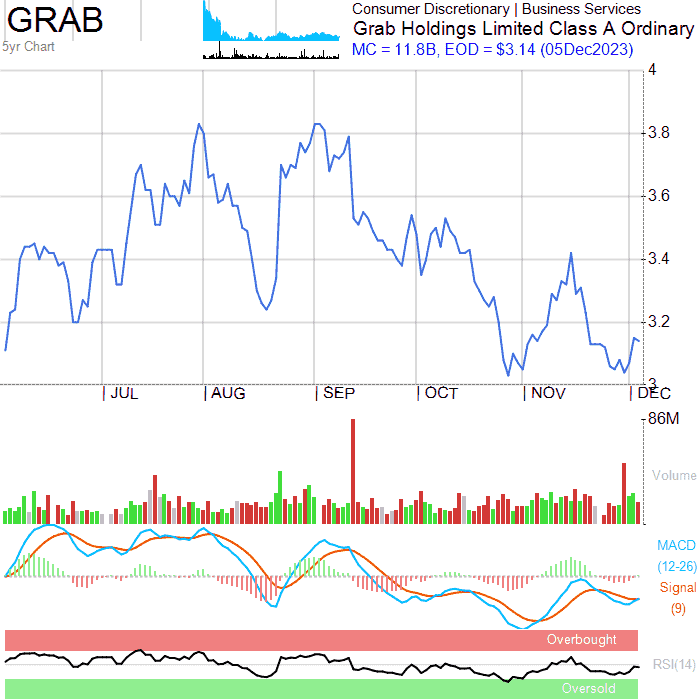 GRAB
5yr Chart
Consumer Discretionary | Business Services
Grab Holdings Limited Class A Ordinary
MC = 11.8B, EOD = $3.14 (05Dec2023)
4
3.8
3.6
3.4
3.2
3
JUL AUG SEP OCT NOV DEC
86M
Volume
MACD
(12-26)
Signal
(9)
Overbought
RSI(14)
Oversold